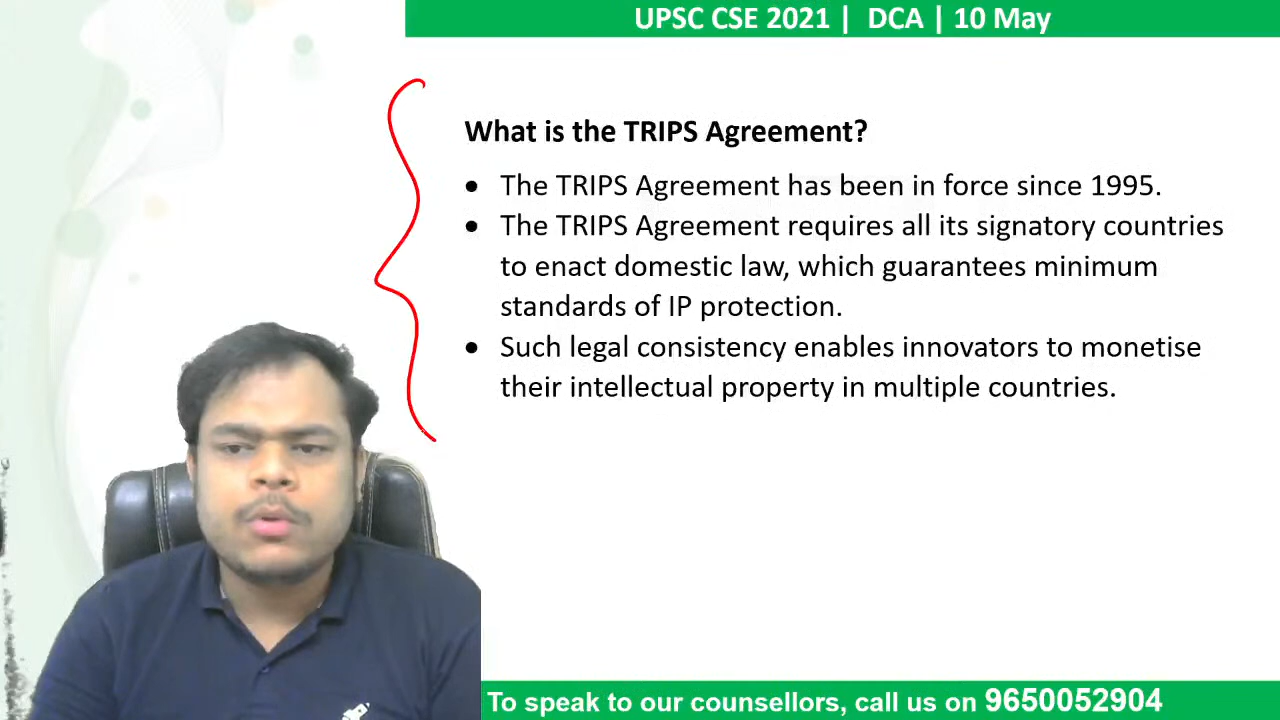 UPSC CSE 2021 | DCA | 10 May
What is the TRIPS Agreement?
• The TRIPS Agreement has been in force since 1995.
• The TRIPS Agreement requires all its signatory countries
to enact domestic law, which guarantees minimum
standards of IP protection.
• Such legal consistency enables innovators to monetise
their intellectual property in multiple countries.
To speak to our counsellors, call us on 9650052904